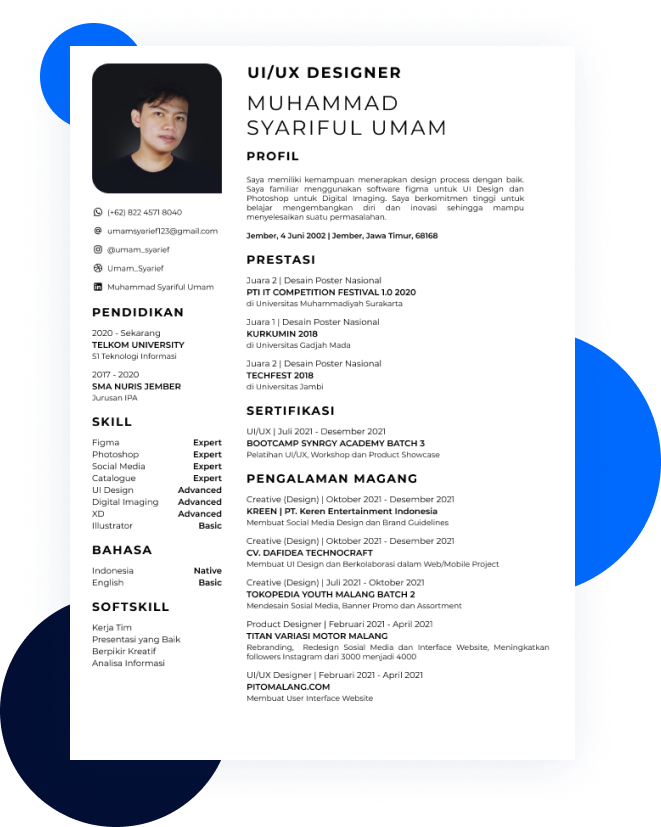 UI/UX DESIGNER
MUHAMMAD
SYARIFUL UMAM
PROFIL
Saya memiliki kemampuan menerapkan design process dengan baik.
Saya familiar menggunakan software figma untuk UI Design dan
Photoshop untuk Digital Imaging. Saya berkomitmen tinggi untuk
belajar mengembangkan diri dan inovasi sehingga mampu
menyelesaikan suatu permasalahan.
Jember, 4 Juni 2002 | Jember, Jawa Timur, 68168
(+62) 822 4571 8040
umamsyarief123@gmail.com
@umam_syarief
Umam_Syarief
Muhammad Syariful Umam
PENDIDIKAN
2020 - Sekarang
TELKOM UNIVERSITY
S1 Teknologi Informasi
2017 - 2020
SMA NURIS JEMBER
Jurusan IPA
SKILL
Figma Expert
Photoshop Expert
Social Media Expert
Catalogue Expert
UI Design Advanced
Digital Imaging Advanced
XD Advanced
Illustrator Basic
BAHASA
Indonesia Native
English Basic
SOFTSKILL
Kerja Tim
Presentasi yang Baik
Berpikir Kreatif
Analisa Informasi
PRESTASI
Juara 2 | Desain Poster Nasional
PTI IT COMPETITION FESTIVAL 1.0 2020
di Universitas Muhammadiyah Surakarta
Juara 1 | Desain Poster Nasional
KURKUMIN 2018
di Universitas Gadjah Mada
Juara 2 | Desain Poster Nasional
TECHFEST 2018
di Universitas Jambi
SERTIFIKASI
UI/UX | Juli 2021 - Desember 2021
BOOTCAMP SYNRGY ACADEMY BATCH 3
Pelatihan UI/UX, Workshop dan Product Showcase
PENGALAMAN MAGANG
Creative (Design) | Oktober 2021 - Desember 2021
KREEN | PT. Keren Entertainment Indonesia
Membuat Social Media Design dan Brand Guidelines
Creative (Design) | Oktober 2021 - Desember 2021
CV. DAFIDEA TECHNOCRAFT
Membuat UI Design dan Berkolaborasi dalam Web/Mobile Project
Creative (Design) | Juli 2021 - Oktober 2021
TOKOPEDIA YOUTH MALANG BATCH 2
Mendesain Sosial Media, Banner Promo dan Assortment
Product Designer | Februari 2021 - April 2021
TITAN VARIASI MOTOR MALANG
Rebranding, Redesign Sosial Media dan Interface Website, Meningkatkan
followers Instagram dari 3000 menjadi 4000
UI/UX Designer | Februari 2021 - April 2021
PITOMALANG.COM
Membuat User Interface Website